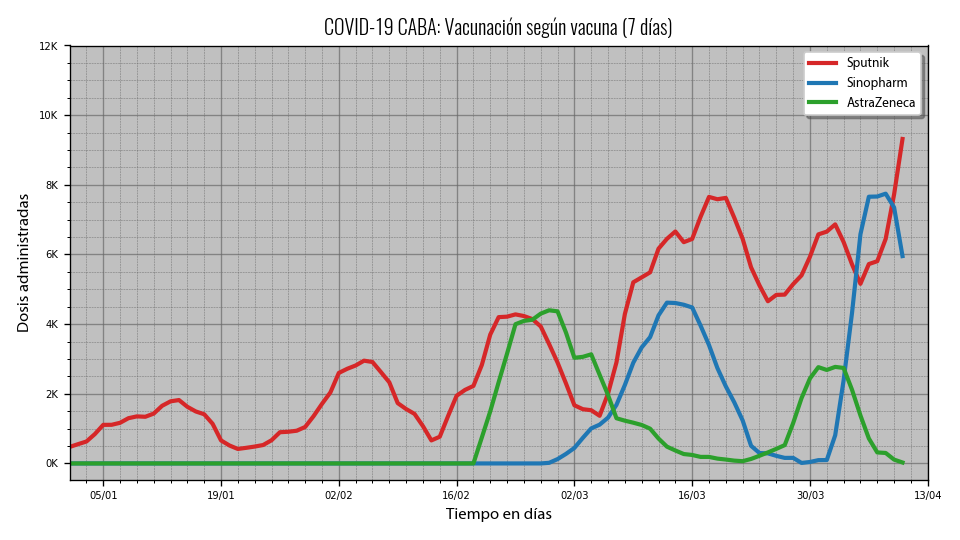 COVID-19 CABA: Vacunación según vacuna (7 días)
Sputnik
Sinopharm
AstraZeneca
Dosis administradas
12K
10K
8K
6K
4K
2K
0K
05/01 19/01 02/02 16/02 02/03 16/03 30/03 13/04
Tiempo en días